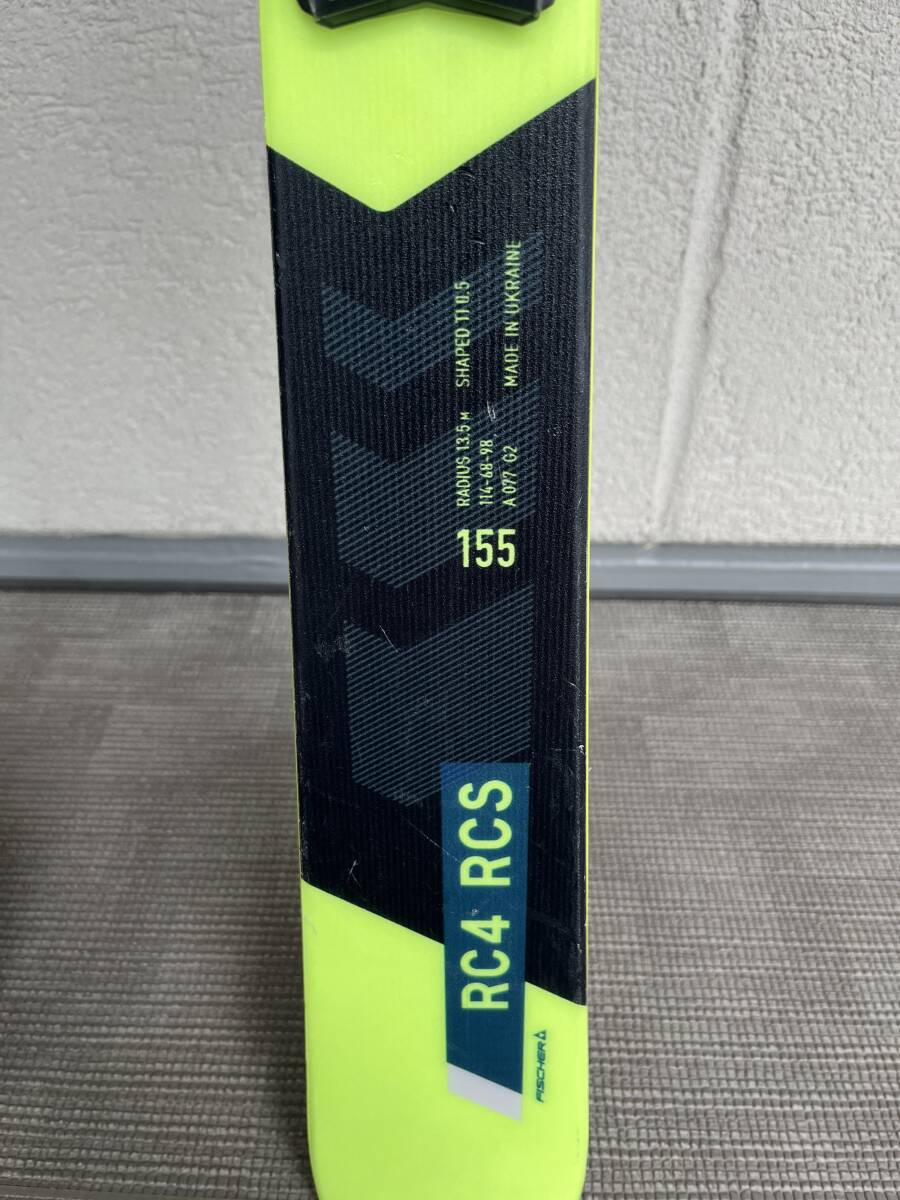 RADIUS 13.5 M SHAPED TI 0.5
114-68-98
A 077 G2 MADE IN UKRAINE
155
RC4 RCS
FISCHER